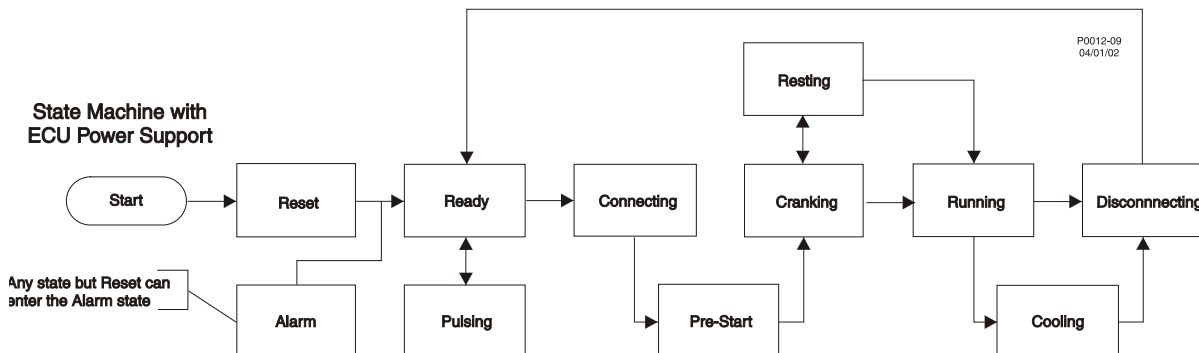 P0012-09
04/01/02
Resting
State Machine with
ECU Power Support
Start
Reset
Ready
Connecting
Cranking
Running
Disconnnecting
Any state but Reset can
enter the Alarm state
Alarm
Pulsing
Pre-Start
Cooling